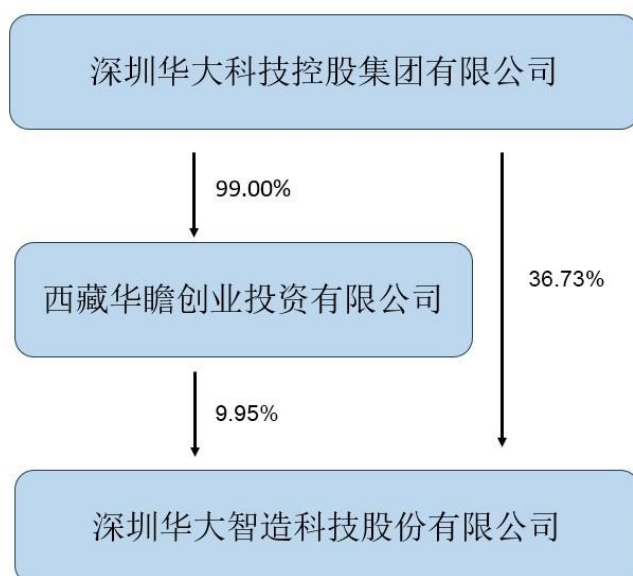 深圳华大科技控股集团有限公司
99.00%
西藏华瞻创业投资有限公司
36.73%
9.95%
深圳华大智造科技股份有限公司